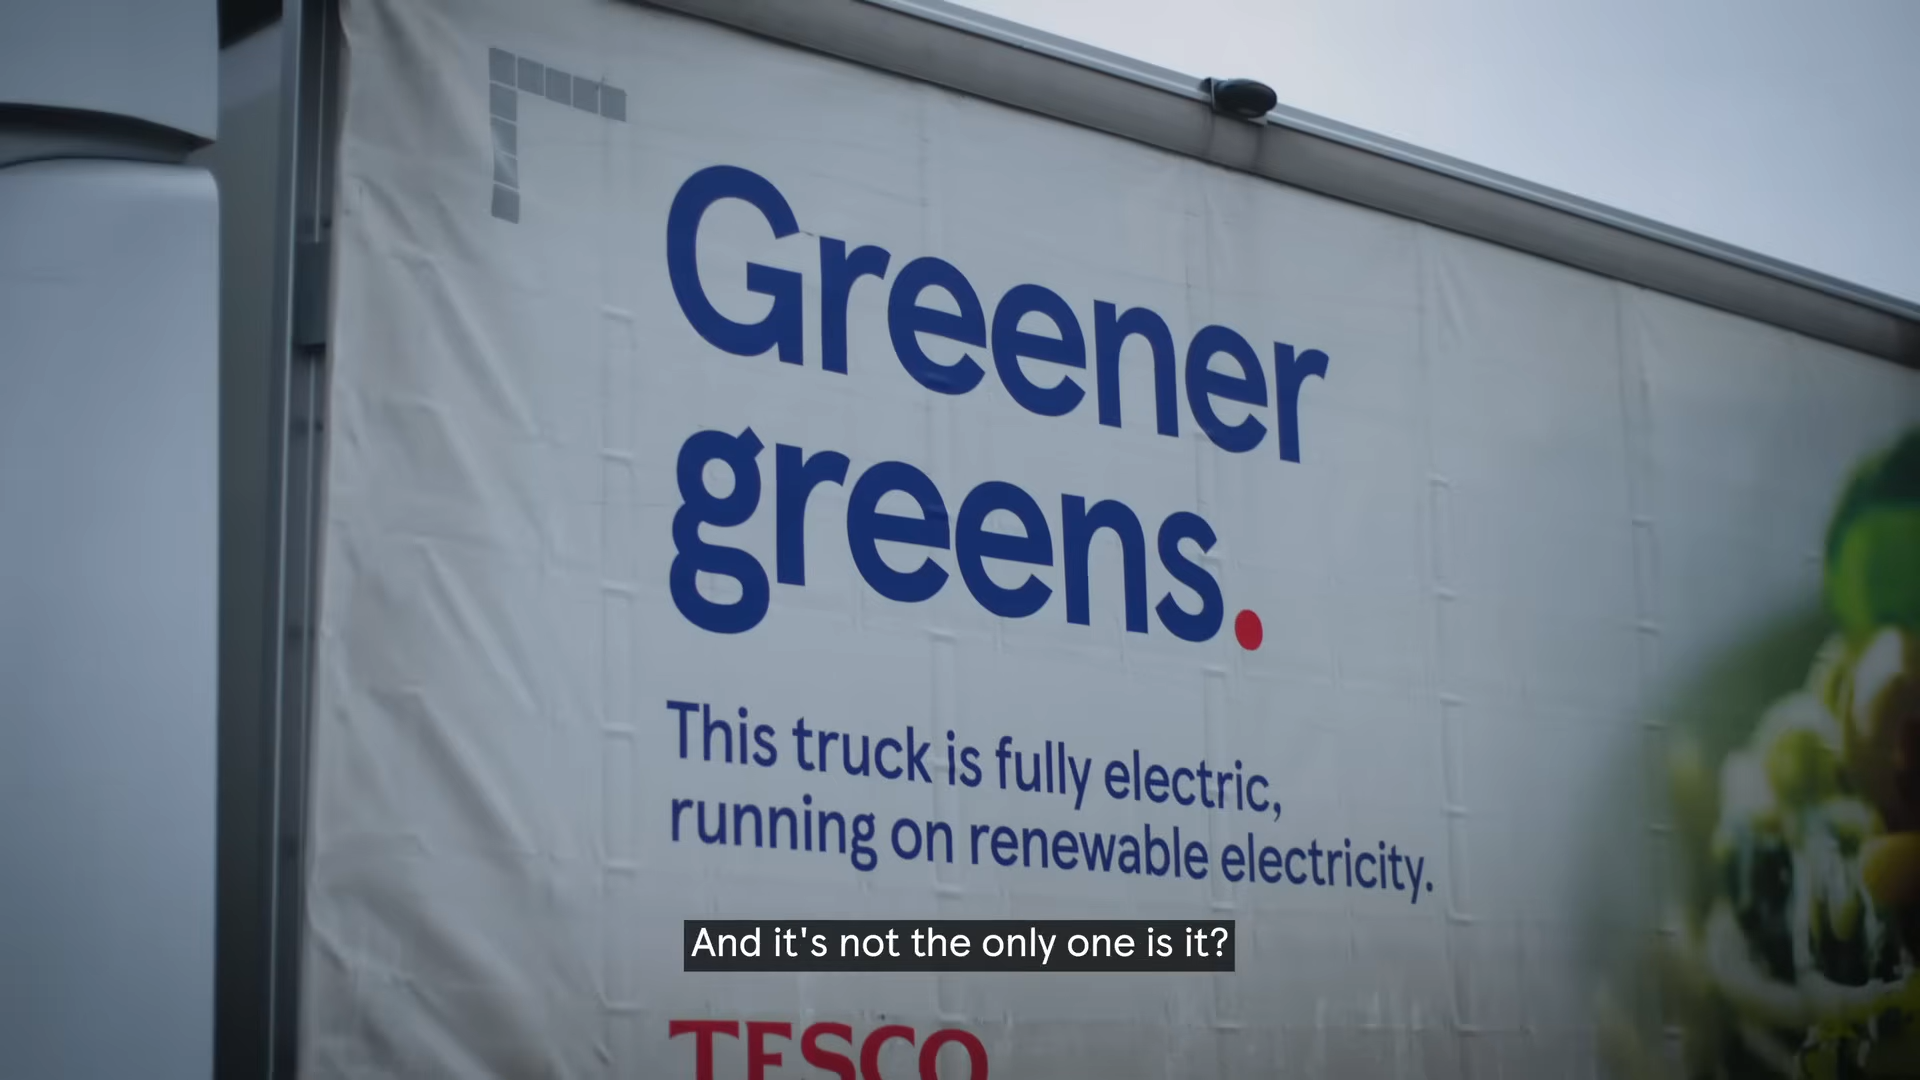 Greener
greens.
This truck is fully electric,
running on renewable electricity.
And it's not the only one is it?
TESCO